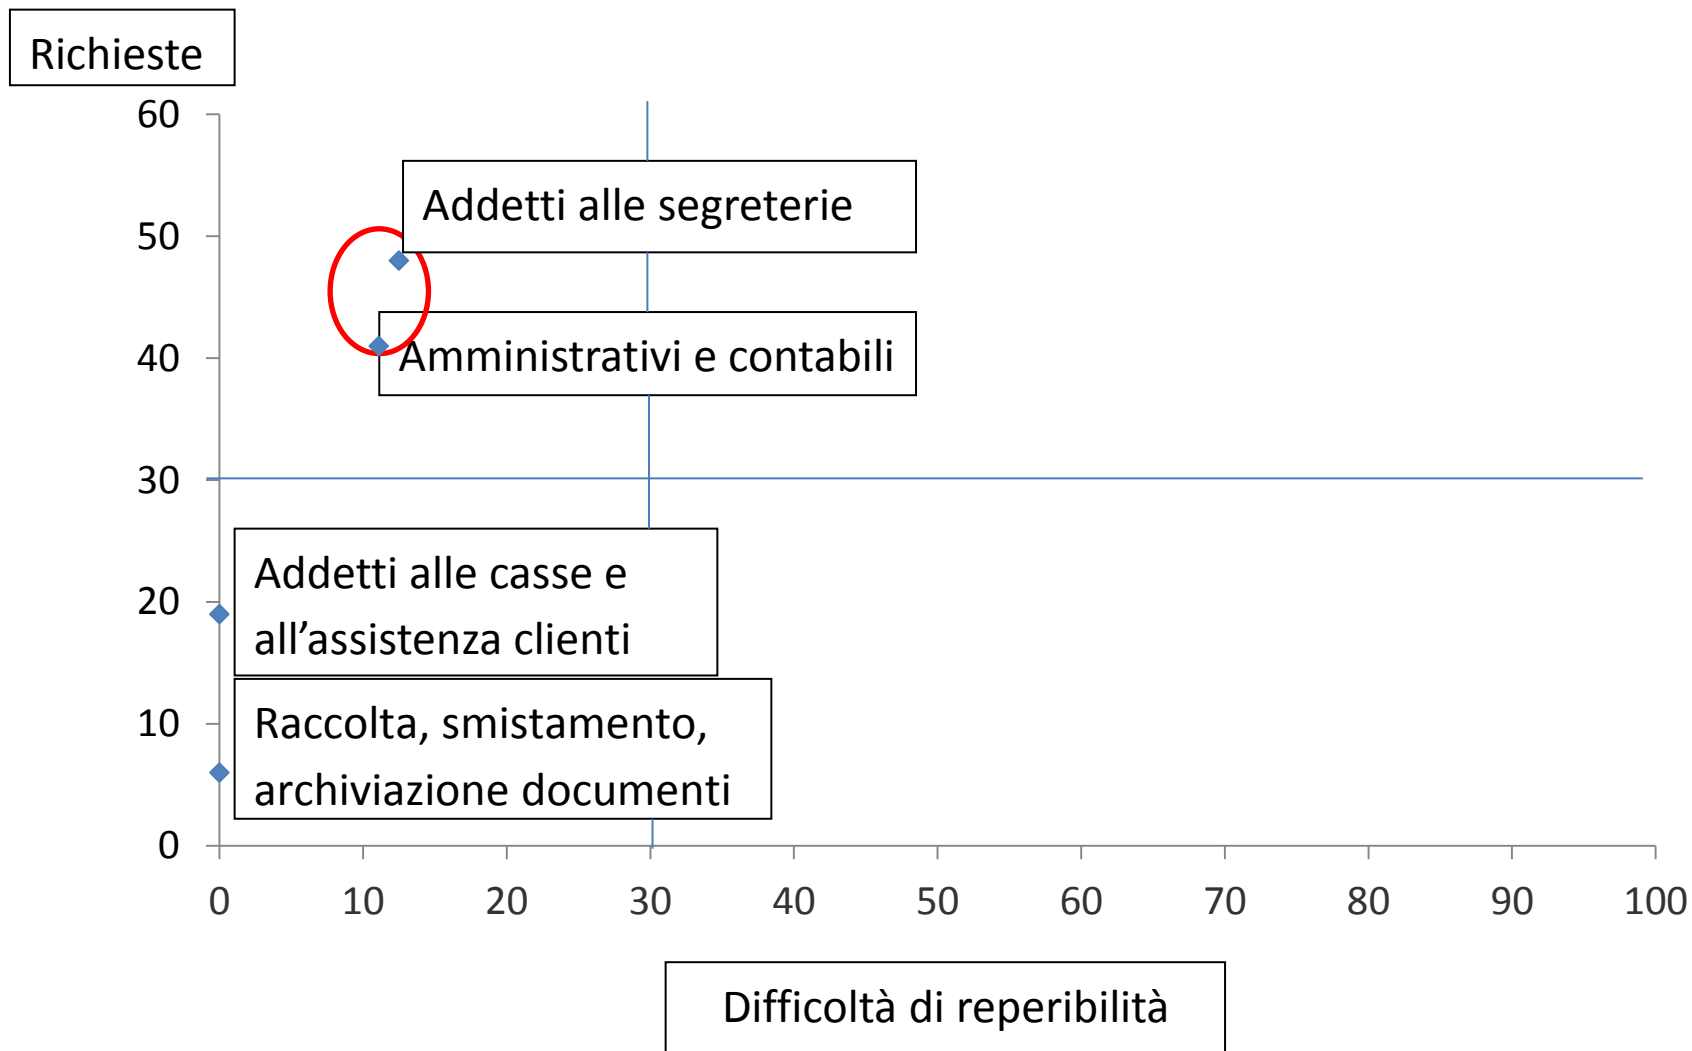 Richieste
60
Addetti alle segreterie
50
Amministrativi e contabili
40
30
Addetti alle casse e
all’assistenza clienti
20
Raccolta, smistamento,
archiviazione documenti
10
0
0 10 20 30 40 50 60 70 80 90 100
Difficoltà di reperibilità